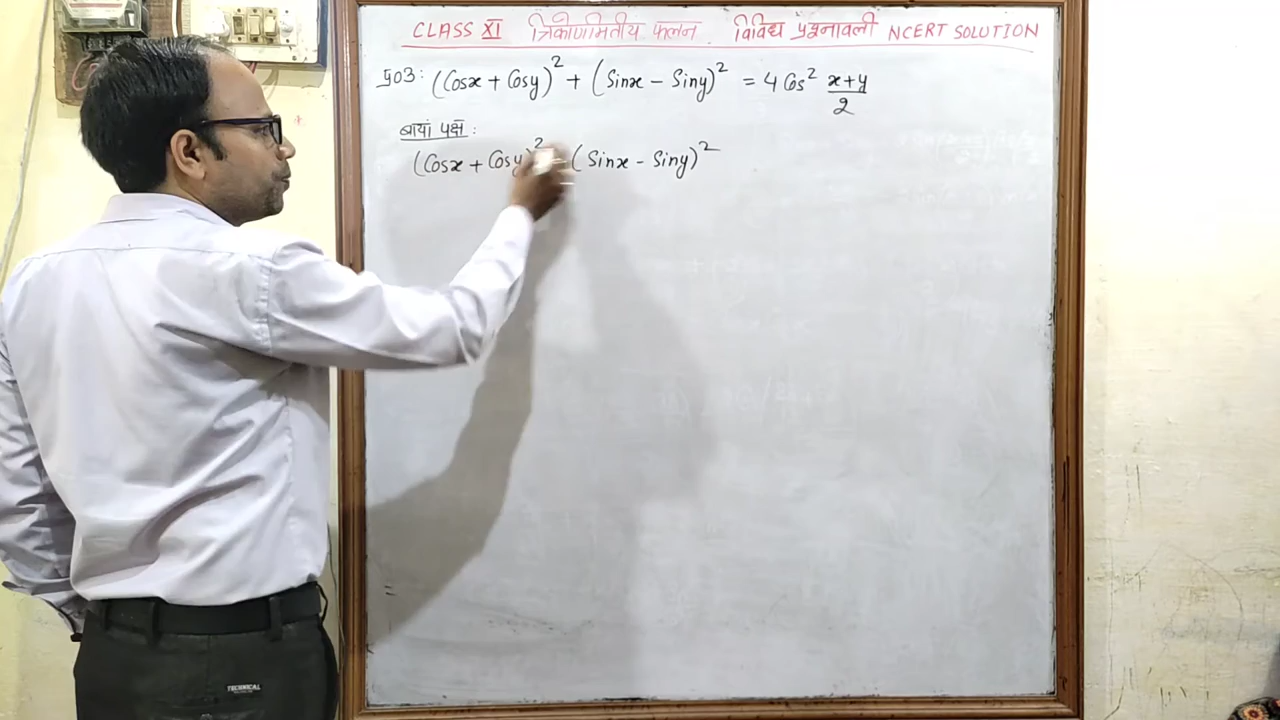 CLASS XI त्रिकोणमितीय फलन विविध प्रश्नावली NCERT SOLUTION
प्र03: (Cosx + Cosy)² + (Sinx - Siny)² = 4 Cos² x+y/2
बायां पक्ष :
(Cosx + Cosy)² (Sinx - Siny)²
TECHNICAL